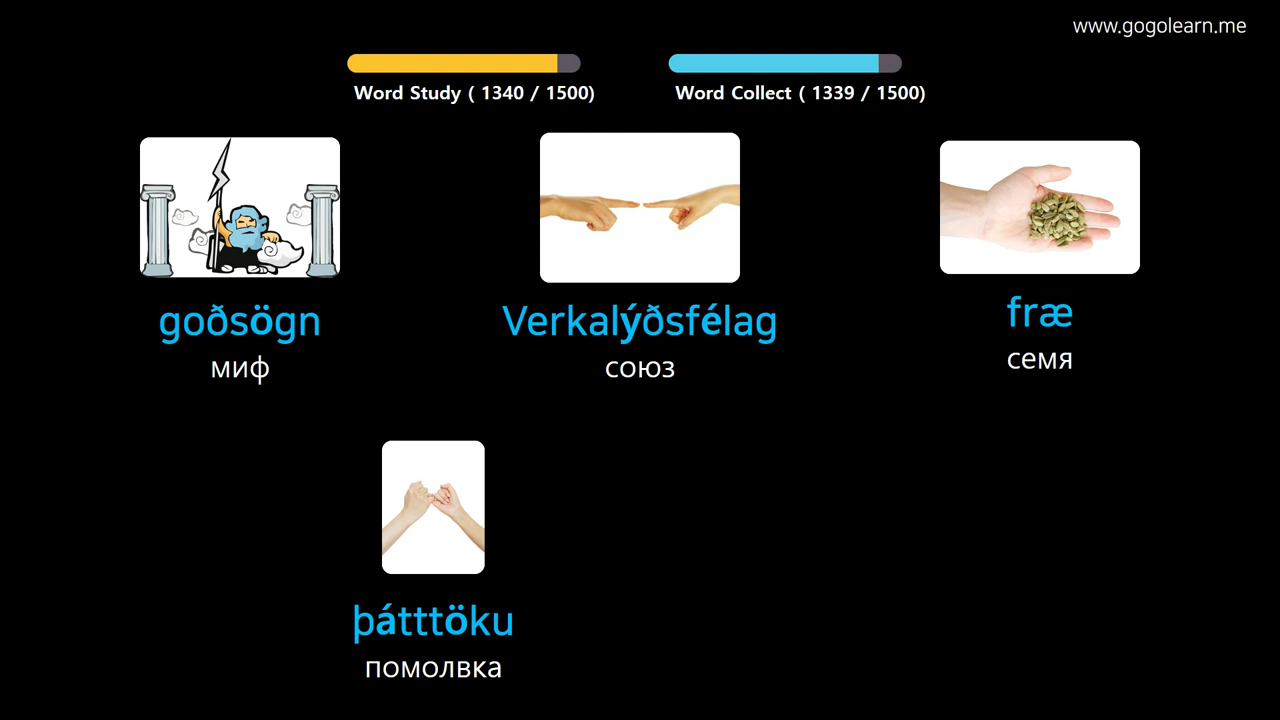 www.gogolearn.me
Word Study ( 1340 / 1500)
Word Collect ( 1339 / 1500)
goðsögn
миф
Verkalýðsfélag
союз
fræ
семя
þátttöku
помолвка